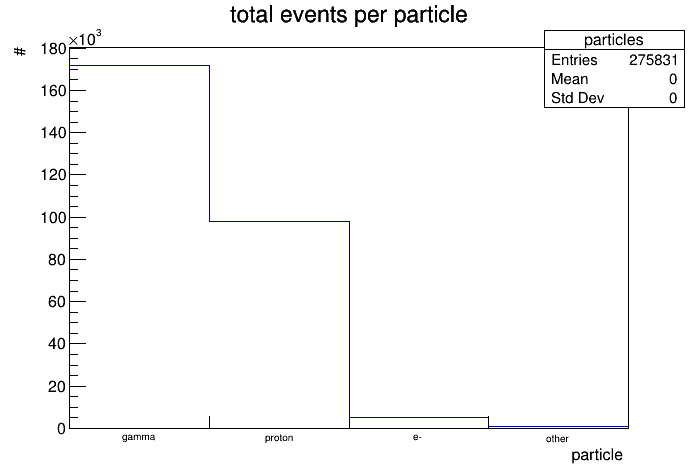 total events per particle
×10³
#
180
160
140
120
100
80
60
40
20
0
particles
Entries 275831
Mean 0
Std Dev 0
gamma proton e- other
particle